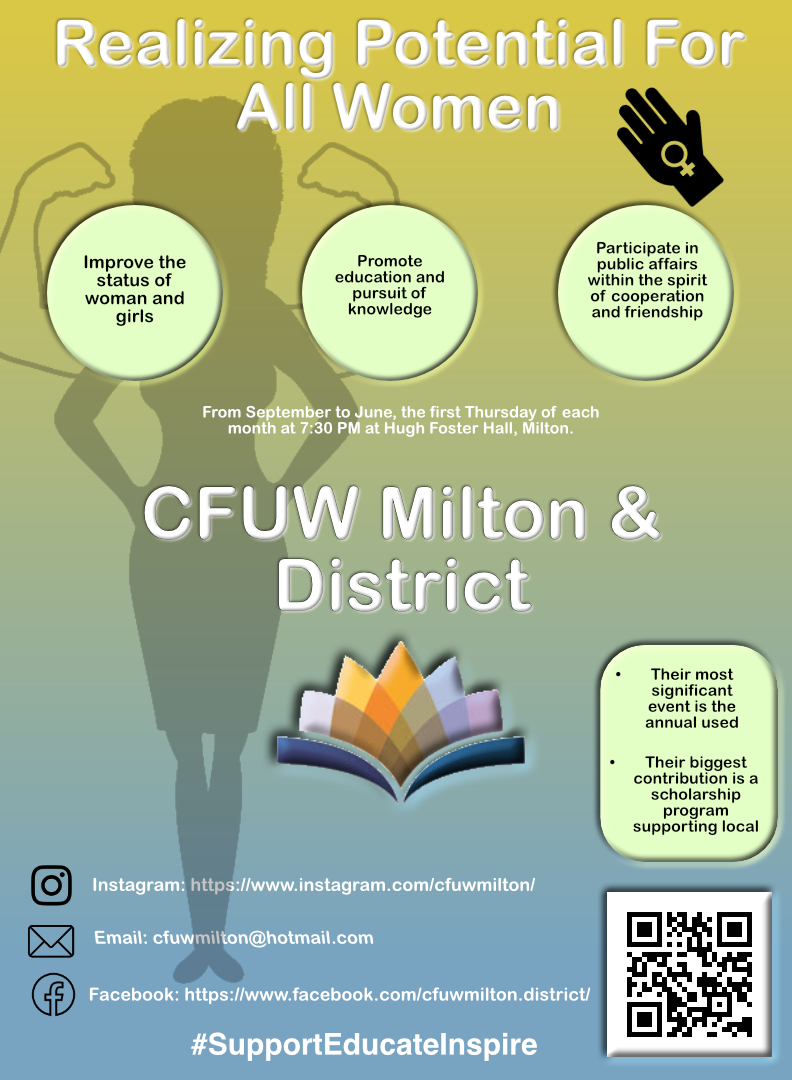 Realizing Potential For
All Women
Improve the
status of
woman and
girls
Promote
education and
pursuit of
knowledge
Participate in
public affairs
within the spirit
of cooperation
and friendship
From September to June, the first Thursday of each
month at 7:30 PM at Hugh Foster Hall, Milton.
CFUW Milton &
District
• Their most
significant
event is the
annual used
• Their biggest
contribution is a
scholarship
program
supporting local
Instagram: https://www.instagram.com/cfuwmilton/
Email: cfuwmilton@hotmail.com
Facebook: https://www.facebook.com/cfuwmilton.district/
#SupportEducateInspire